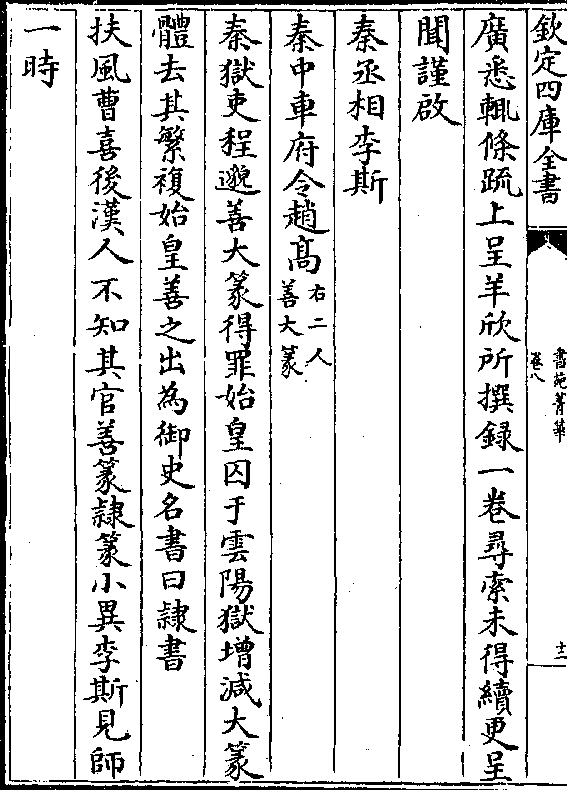 欽定四庫全書
書苑菁華
卷八
十二
廣悉輒條疏上呈羊欣所撰録一卷尋索未得續更呈
聞謹啟
秦丞相李斯
秦中車府令趙髙
右二人
善大篆
秦獄吏程邈善大篆得罪始皇囚于雲陽獄增減大篆
體去其繁複始皇善之出為御史名書曰隷書
扶風曹喜後漢人不知其官善篆隷篆小異李斯見師
一時